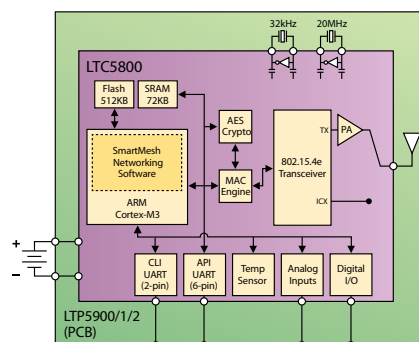 32kHz
20MHz
LTC5800
Flash
512KB
SRAM
72KB
AES
Crypto
TX
PA
SmartMesh
Networking
Software
802.15.4e
Transceiver
MAC
Engine
ARM
Cortex-M3
ICX
+
–
CLI
UART
(2-pin)
API
UART
(6-pin)
Temp
Sensor
Analog
Inputs
Digital
I/O
LTP5900/1/2
(PCB)